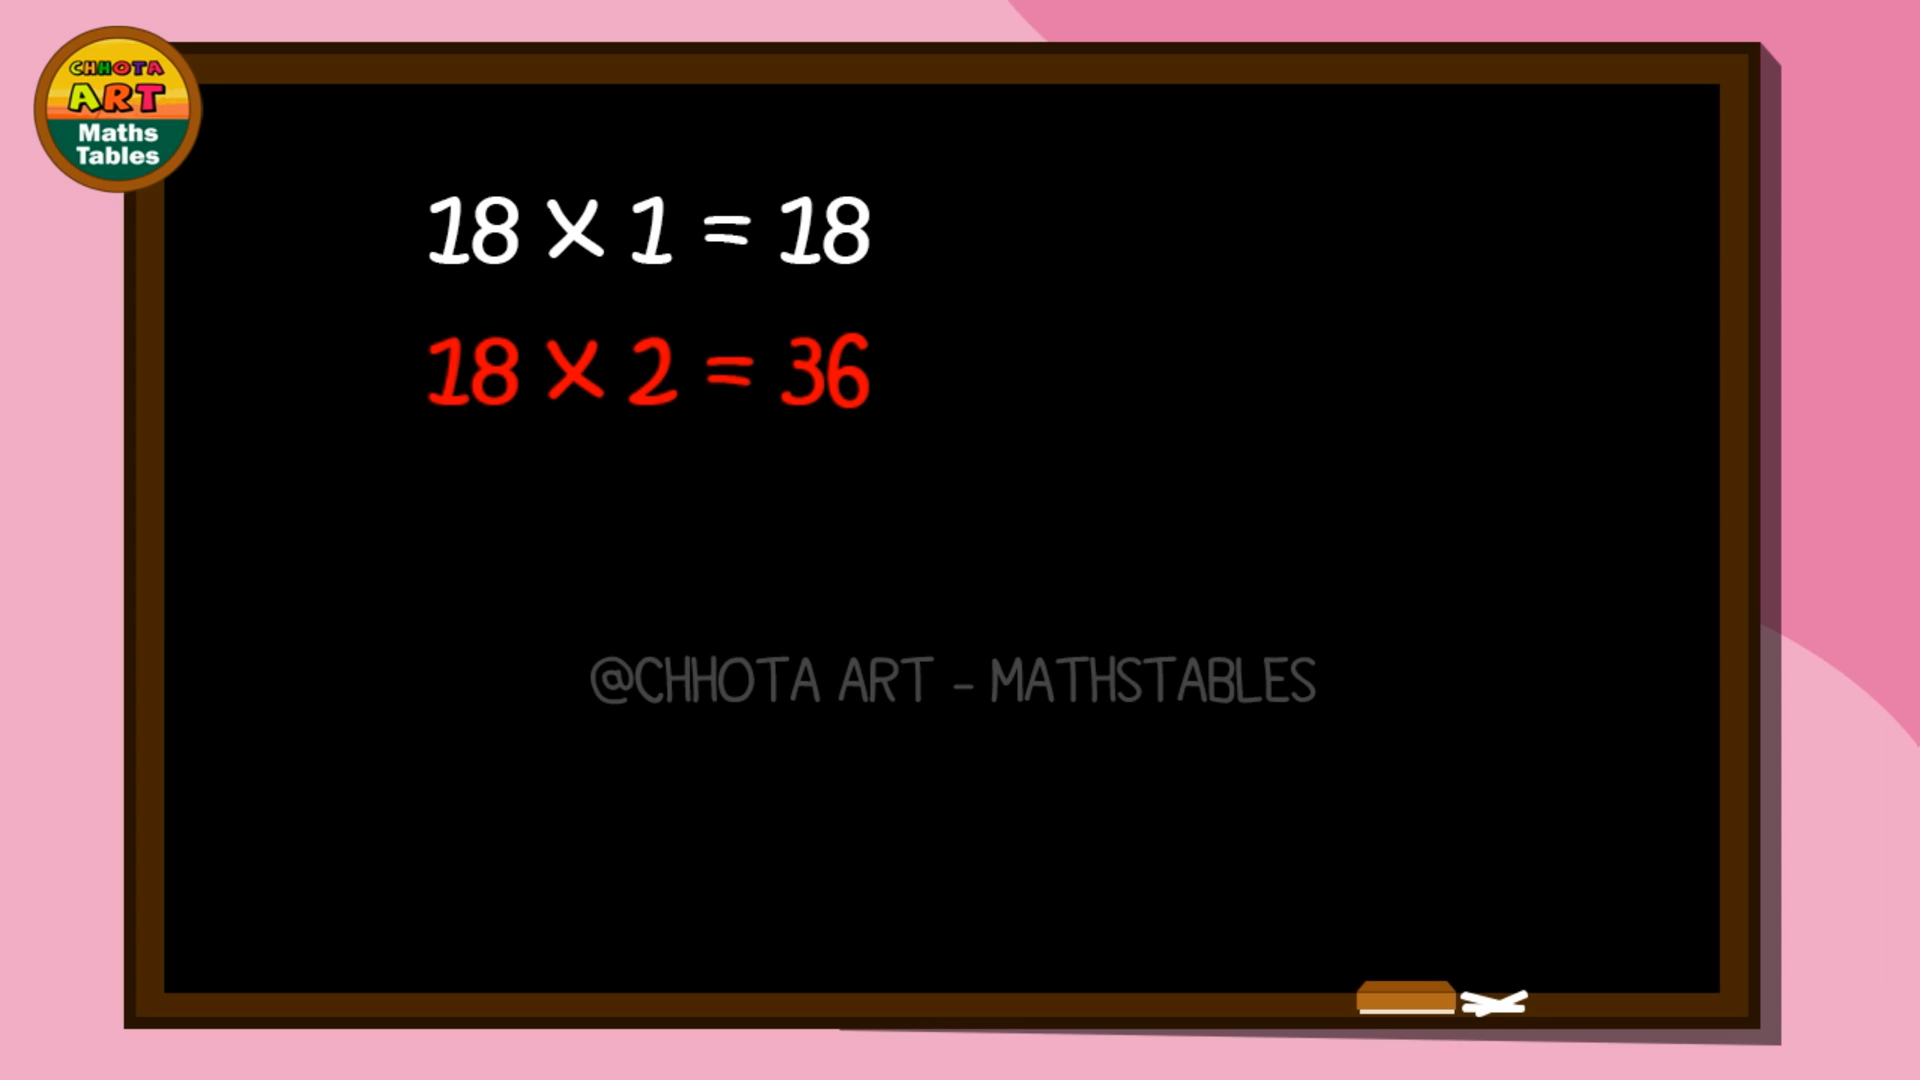 CHHOTA
ART
Maths
Tables
18 × 1 = 18
18 × 2 = 36
@CHHOTA ART - MATHSTABLES